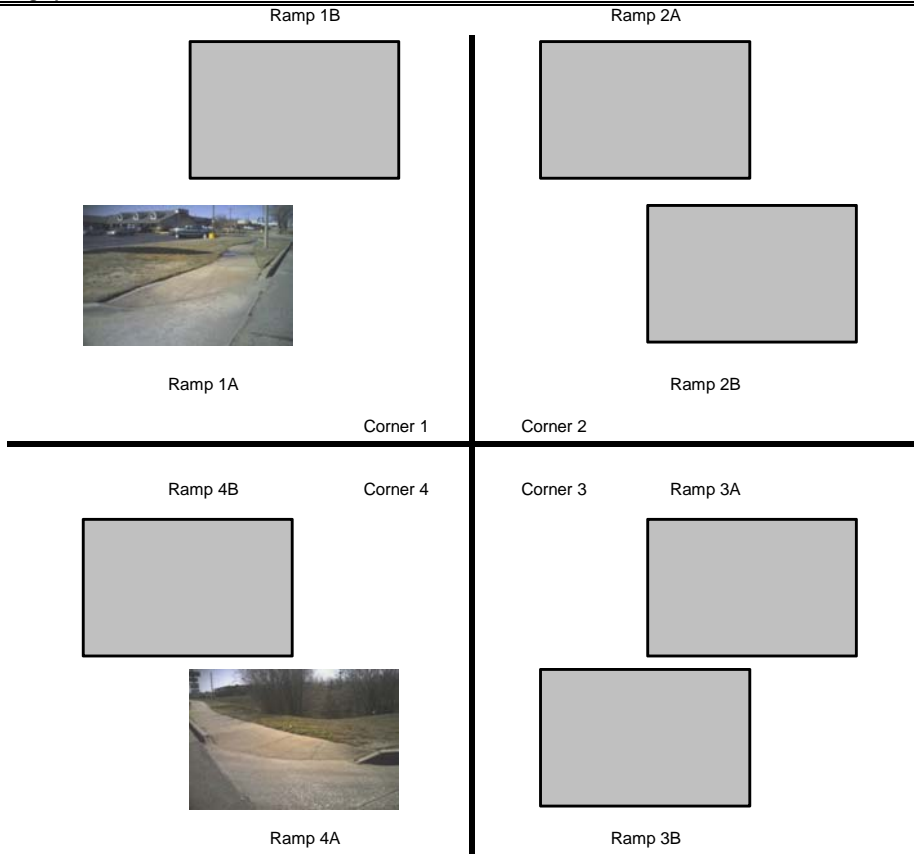 Ramp 1B
Ramp 2A
Ramp 1A
Ramp 2B
Corner 1
Corner 2
Ramp 4B
Corner 4
Corner 3
Ramp 3A
Ramp 4A
Ramp 3B